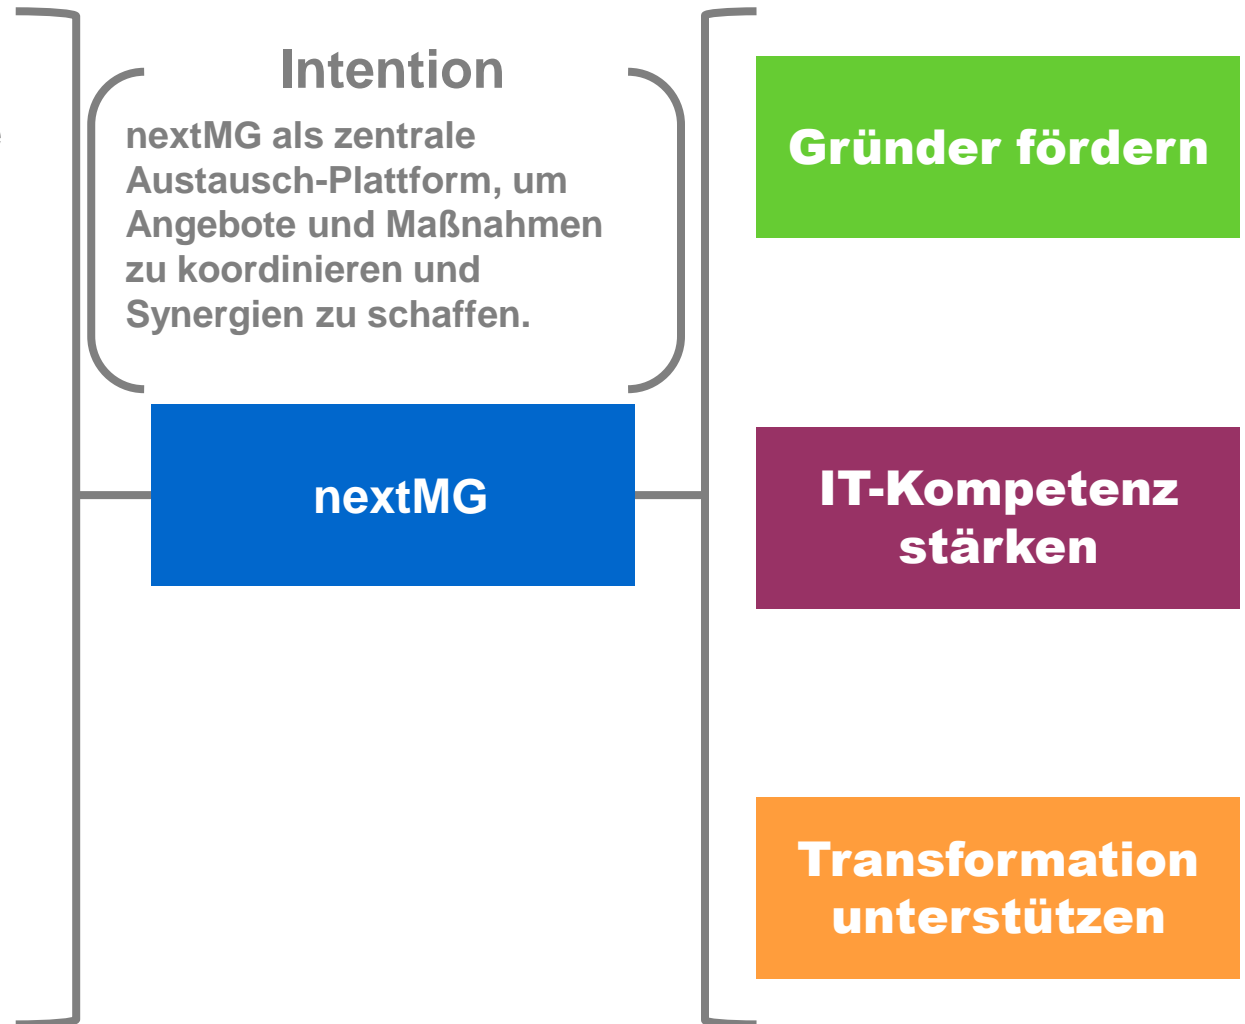 Intention
nextMG als zentrale
Austausch-Plattform, um
Angebote und Maßnahmen
zu koordinieren und
Synergien zu schaffen.
nextMG
Gründer fördern
IT-Kompetenz
stärken
Transformation
unterstützen